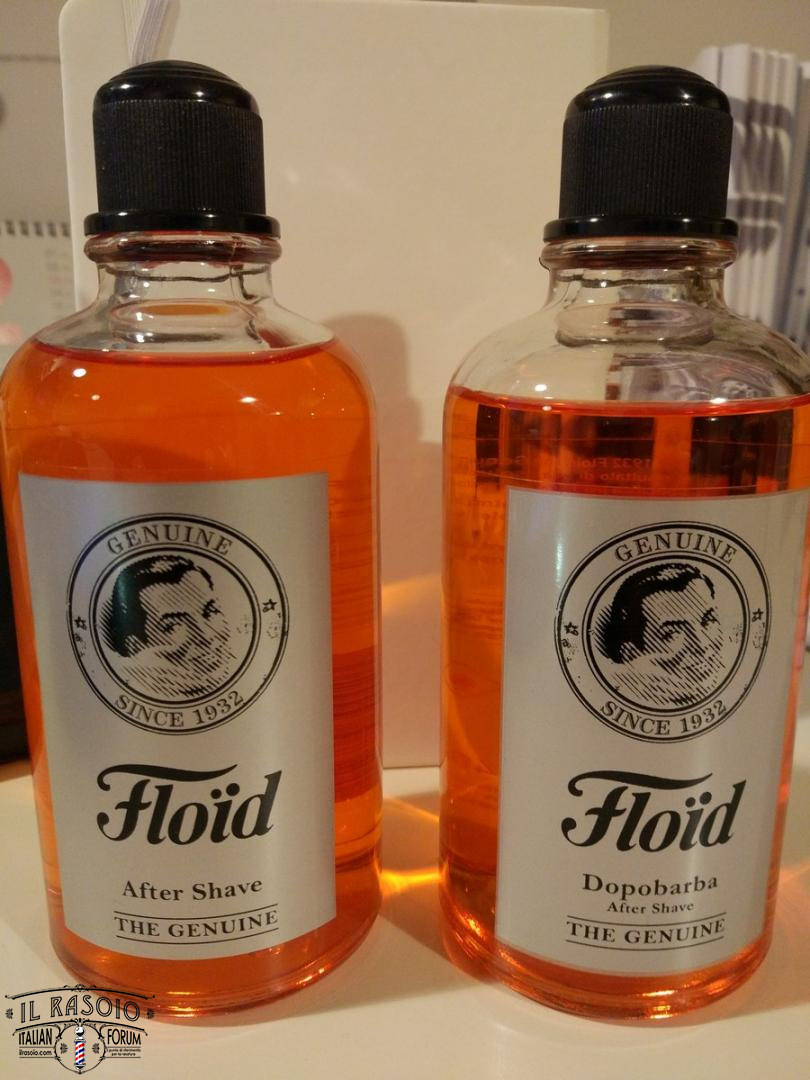 GENUINE
SINCE 1932
Floïd
After Shave
THE GENUINE
GENUINE
SINCE 1932
Floïd
Dopobarba
After Shave
THE GENUINE
IL RASOIO
ITALIAN FORUM
ilrasoio.com